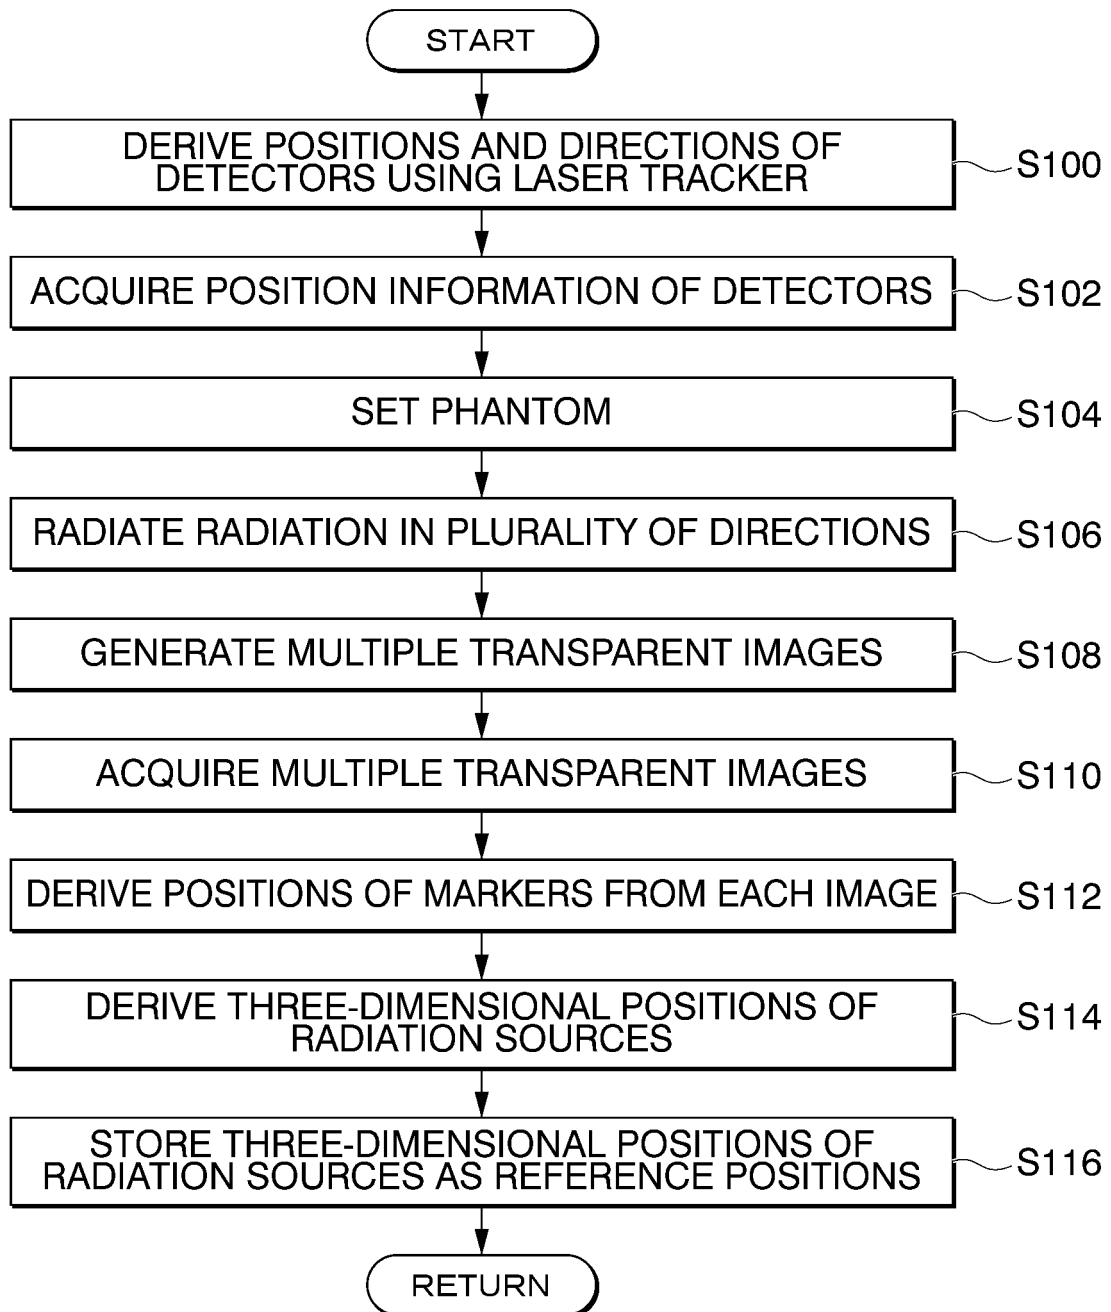 START
DERIVE POSITIONS AND DIRECTIONS OF
DETECTORS USING LASER TRACKER
S100
ACQUIRE POSITION INFORMATION OF DETECTORS
S102
SET PHANTOM
S104
RADIATE RADIATION IN PLURALITY OF DIRECTIONS
S106
GENERATE MULTIPLE TRANSPARENT IMAGES
S108
ACQUIRE MULTIPLE TRANSPARENT IMAGES
S110
DERIVE POSITIONS OF MARKERS FROM EACH IMAGE
S112
DERIVE THREE-DIMENSIONAL POSITIONS OF
RADIATION SOURCES
S114
STORE THREE-DIMENSIONAL POSITIONS OF
RADIATION SOURCES AS REFERENCE POSITIONS
S116
RETURN